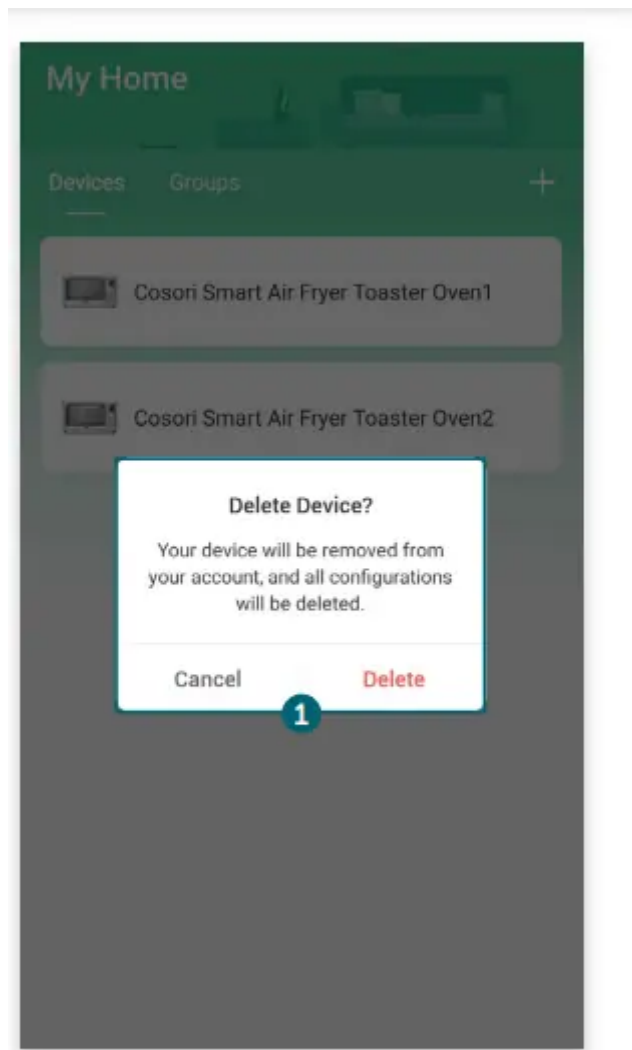 My Home
Devices Groups +
Cosori Smart Air Fryer Toaster Oven1
Cosori Smart Air Fryer Toaster Oven2
Delete Device?
Your device will be removed from
your account, and all configurations
will be deleted.
Cancel Delete
1